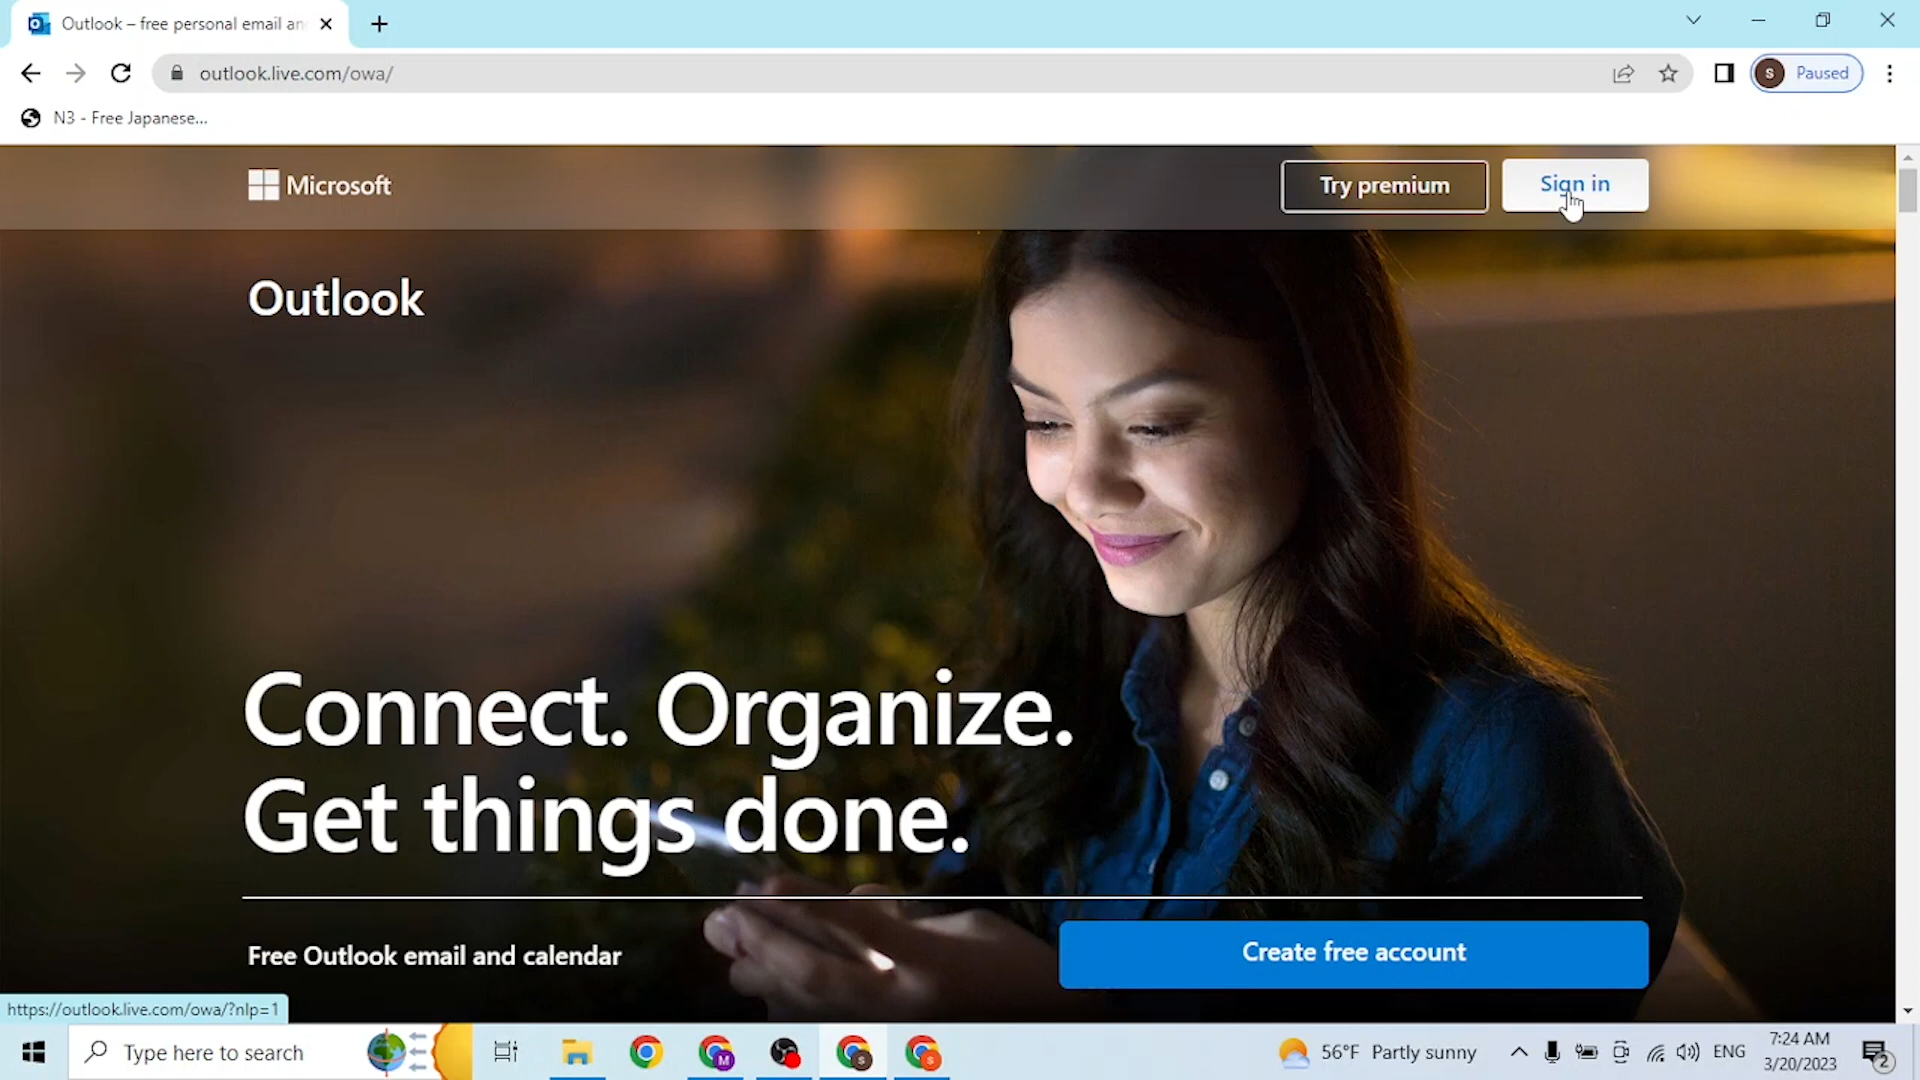 Outlook – free personal email an
outlook.live.com/owa/
S
Paused
N3 - Free Japanese...
Microsoft
Try premium
Sign in
Outlook
Connect. Organize.
Get things done.
Free Outlook email and calendar
Create free account
https://outlook.live.com/owa/?nlp=1
Type here to search
M
S
S
56°F Partly sunny
ENG
7:24 AM
3/20/2023
2